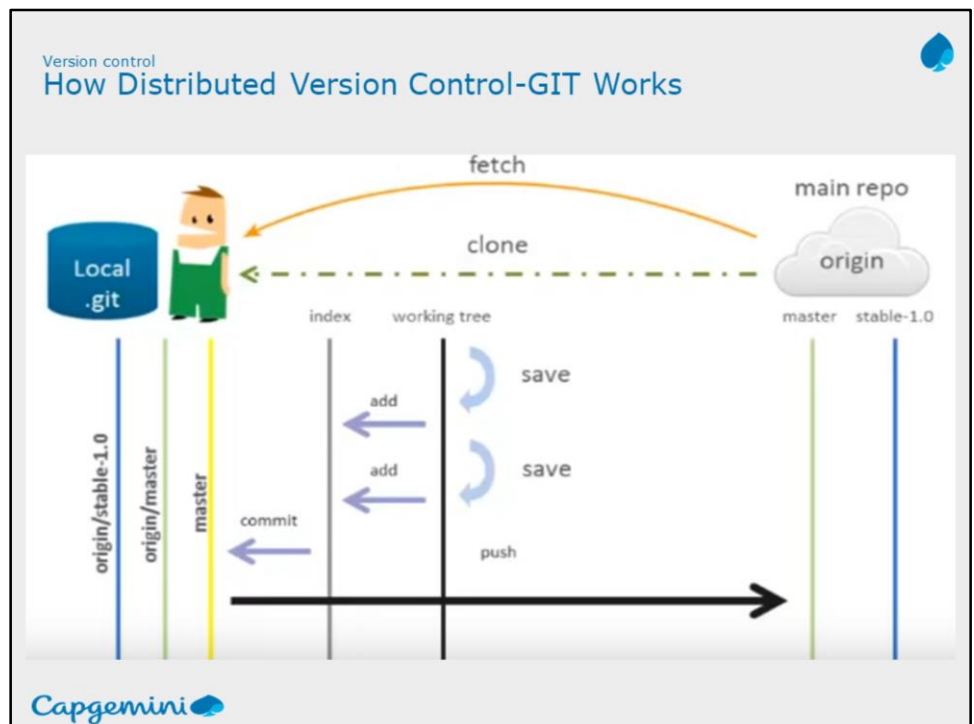 Version control
How Distributed Version Control-GIT Works
fetch
main repo
clone
Local
.git
origin
index
working tree
master
stable-1.0
save
add
origin/stable-1.0
origin/master
master
add
save
commit
push
Capgemini